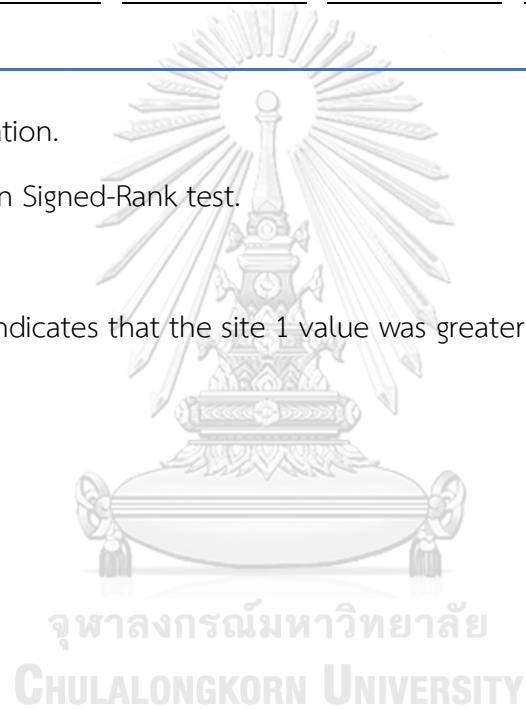 ation.
n Signed-Rank test.
ndicates that the site 1 value was greater
จุฬาลงกรณ์มหาวิทยาลัย
CHULALONGKORN UNIVERSITY